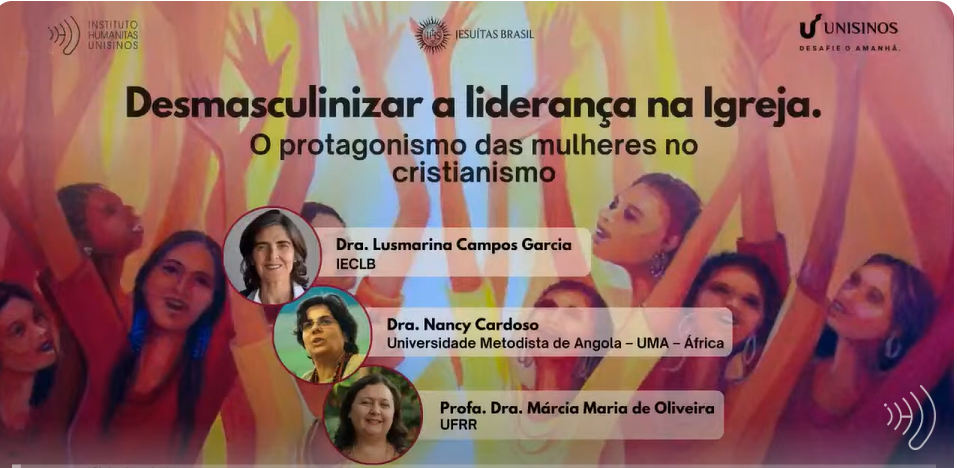 INSTITUTO
HUMANITAS
UNISINOS
IHS
JESUÍTAS BRASIL
UNISINOS
DESAFIE O AMANHÃ.
Desmasculinizar a liderança na Igreja.
O protagonismo das mulheres no
cristianismo
Dra. Lusmarina Campos Garcia
IECLB
Dra. Nancy Cardoso
Universidade Metodista de Angola – UMA – África
Profa. Dra. Márcia Maria de Oliveira
UFRR